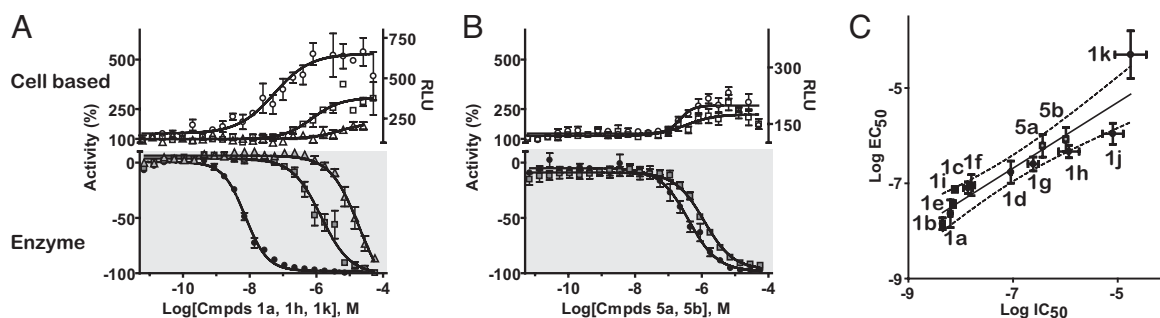 A
Cell based
Enzyme
Activity (%)
500
250
100
0
-50
-100
Activity (%)
750
500
250
RLU
-10
-8
-6
-4
Log[Cmpds 1a, 1h, 1k], M
B
Activity (%)
500
250
100
0
-50
-100
Activity (%)
300
150
RLU
-10
-8
-6
-4
Log[Cmpds 5a, 5b], M
C
Log EC50
-5
-7
-9
1k
5b
5a
1f
1c
1i
1e
1b
1a
1d
1g
1h
1j
-9
-7
-5
Log IC50